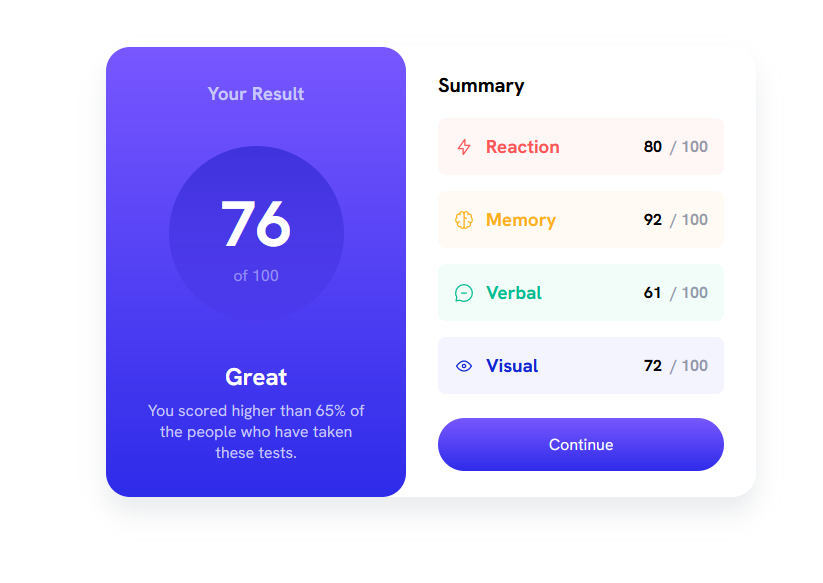 Your Result
76
of 100
Great
You scored higher than 65% of
the people who have taken
these tests.
Summary
Reaction 80 / 100
Memory 92 / 100
Verbal 61 / 100
Visual 72 / 100
Continue